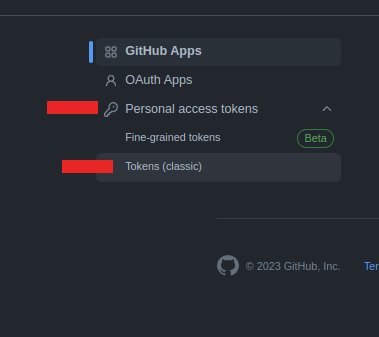 GitHub Apps
OAuth Apps
Personal access tokens
Fine-grained tokens Beta
Tokens (classic)
© 2023 GitHub, Inc. Ter